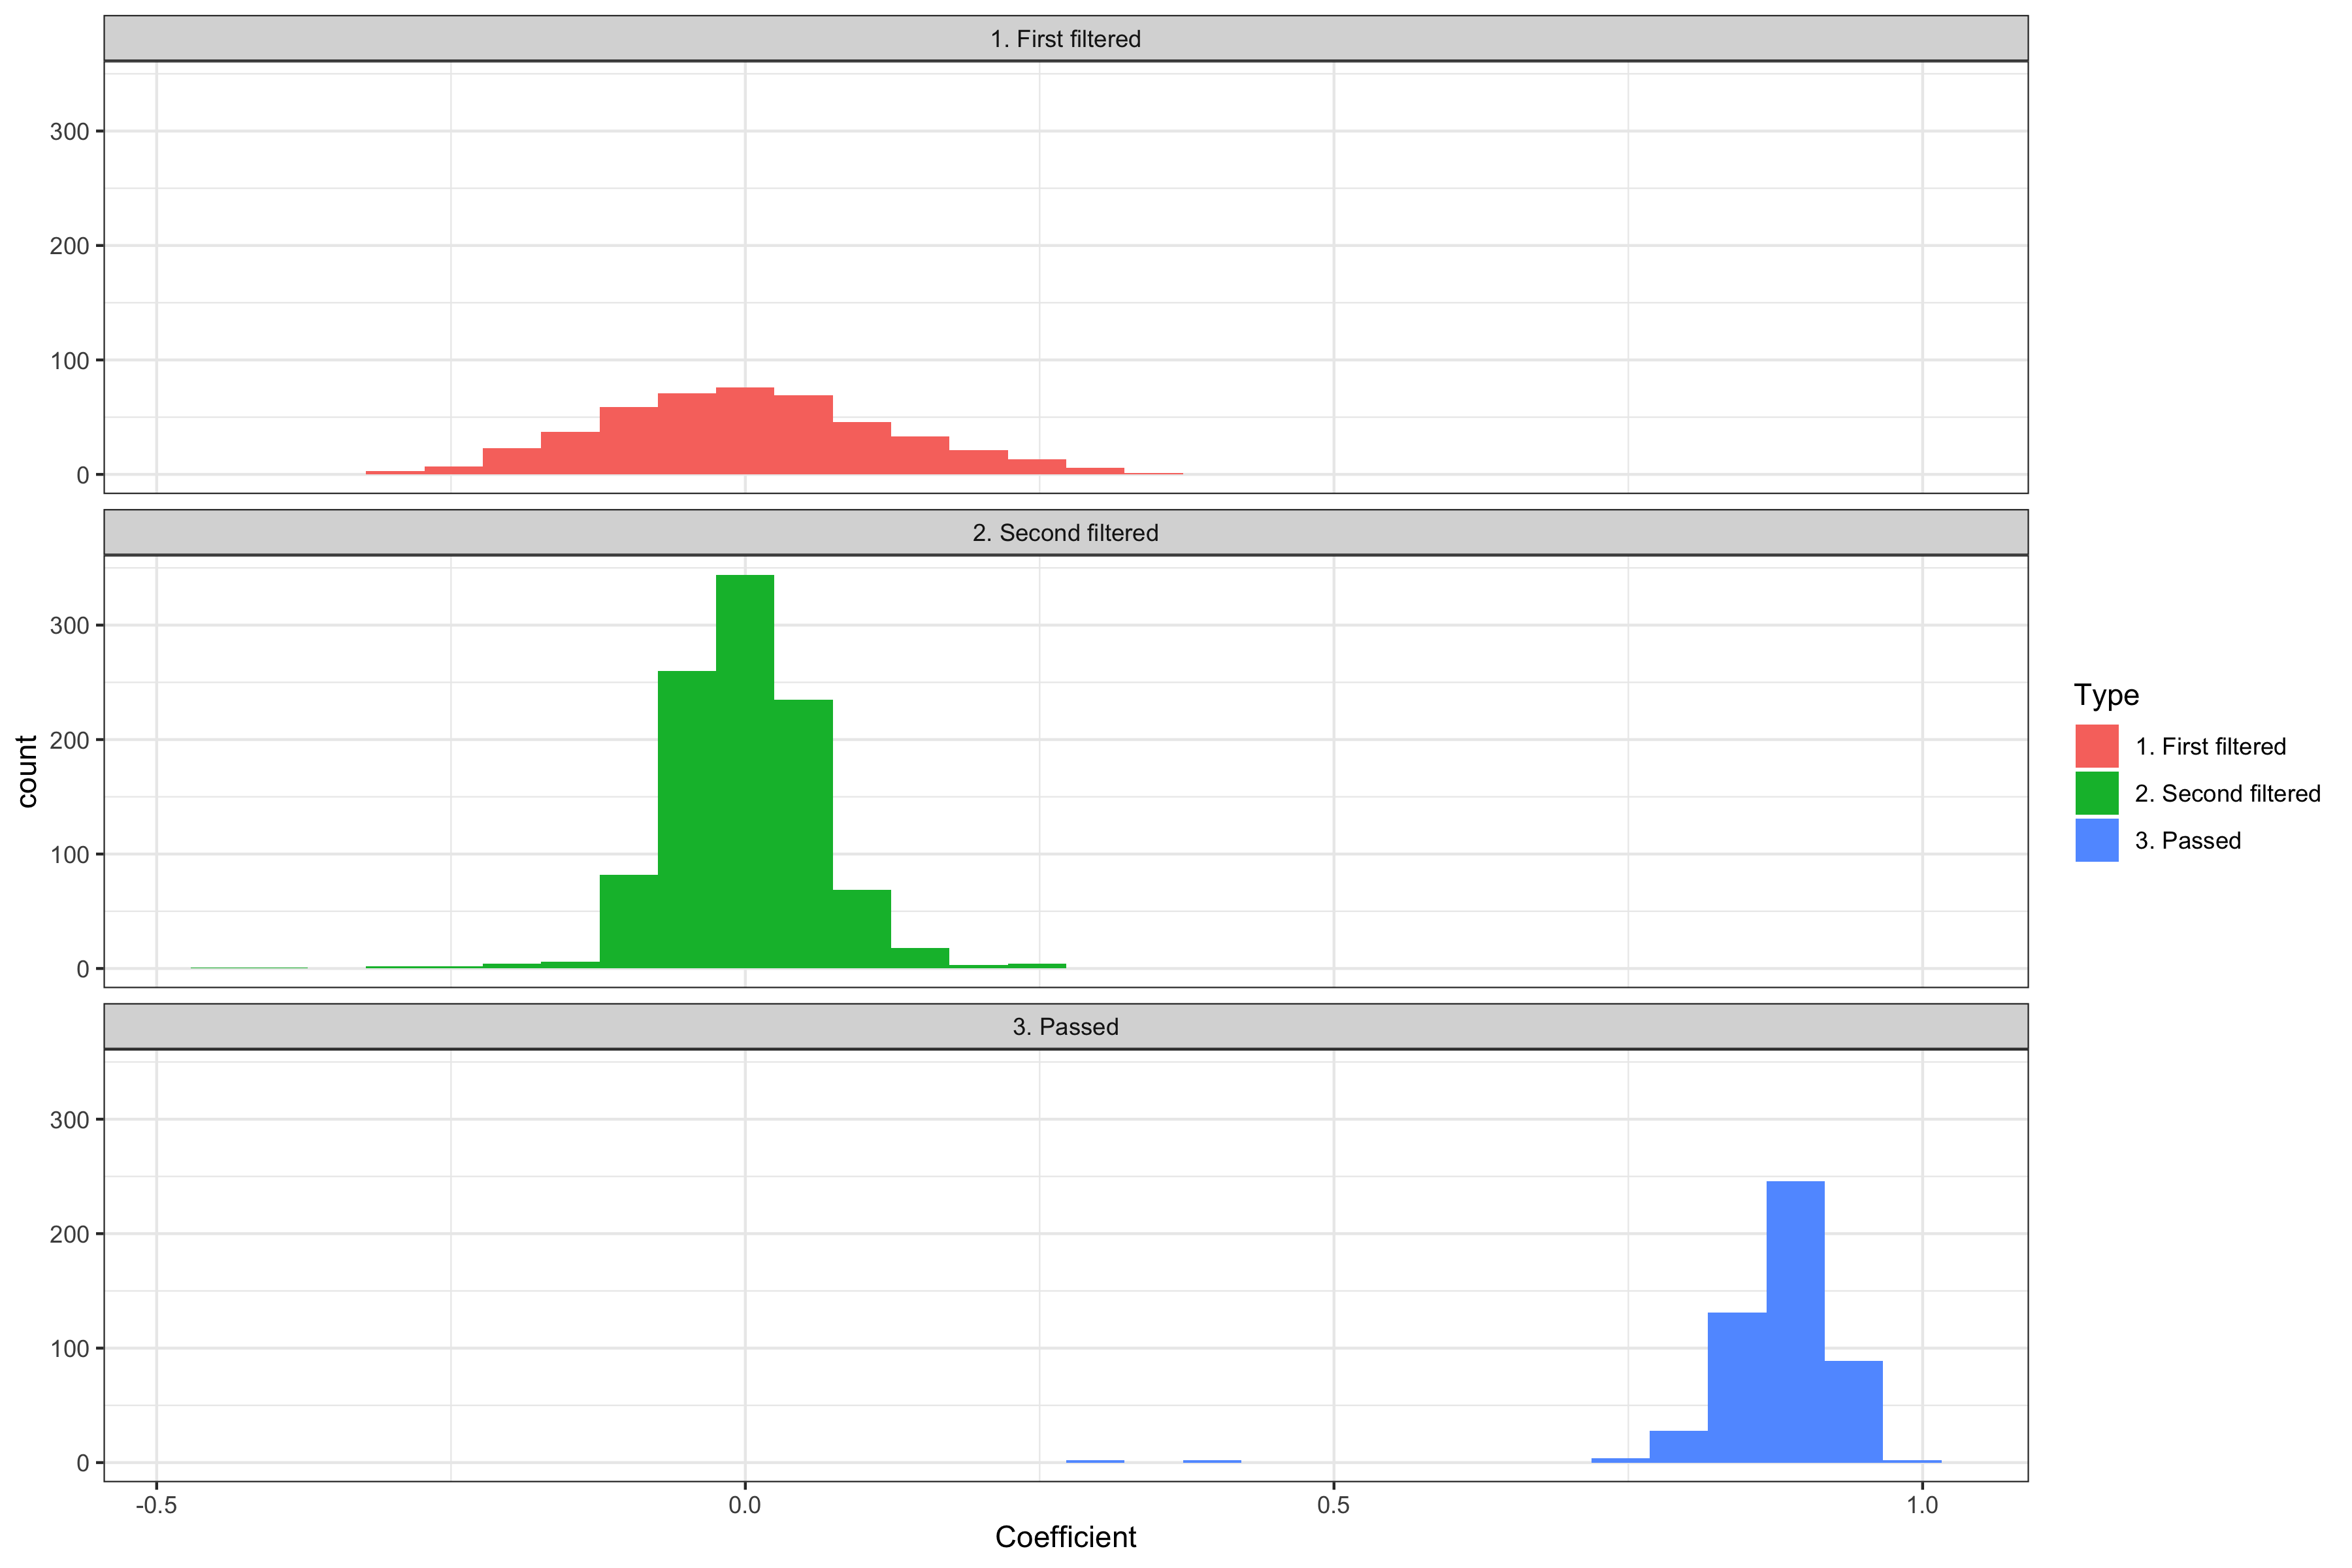 1. First filtered
300
200
100
0
2. Second filtered
300
200
100
0
3. Passed
300
200
100
0
-0.5 0.0 0.5 1.0
Coefficient
count
Type
1. First filtered
2. Second filtered
3. Passed